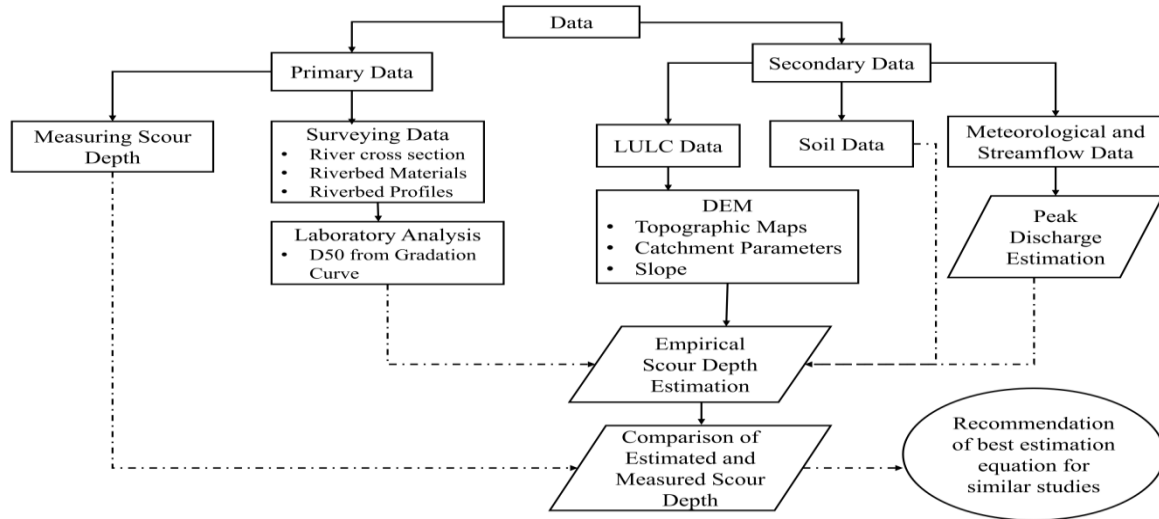 Data
Primary Data
Secondary Data
Measuring Scour
Depth
Surveying Data
• River cross section
• Riverbed Materials
• Riverbed Profiles
LULC Data
Soil Data
Meteorological and
Streamflow Data
Laboratory Analysis
• D50 from Gradation
Curve
DEM
• Topographic Maps
• Catchment Parameters
• Slope
Peak
Discharge
Estimation
Empirical
Scour Depth
Estimation
Comparison of
Estimated and
Measured Scour
Depth
Recommendation
of best estimation
equation for
similar studies